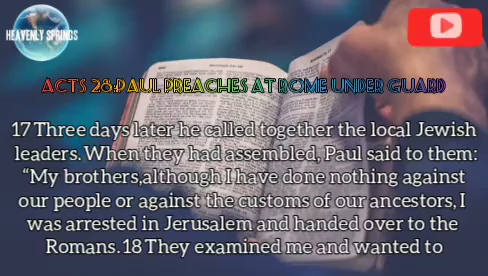 HEAVENLY SPRINGS
ACTS 28:PAUL PREACHES AT ROME UNDER GUARD
17 Three days later he called together the local Jewish
leaders. When they had assembled, Paul said to them:
“My brothers,although I have done nothing against
our people or against the customs of our ancestors, I
was arrested in Jerusalem and handed over to the
Romans. 18 They examined me and wanted to